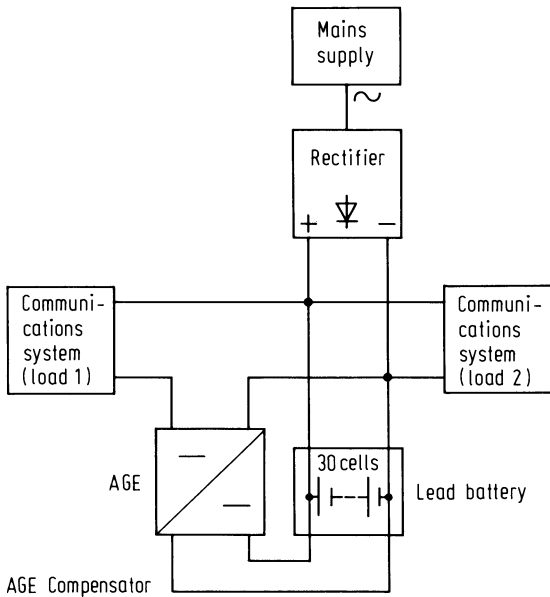 Mains
supply
~
Rectifier
+ −
Communi-
cations
system
(load 1)
Communi-
cations
system
(load 2)
AGE
30 cells
Lead battery
AGE Compensator